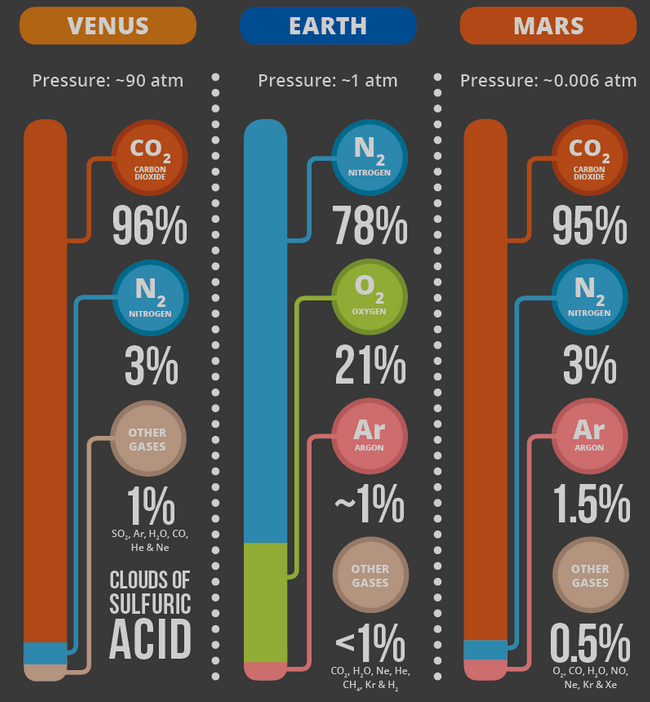 VENUS
Pressure: ~90 atm
CO₂
CARBON
DIOXIDE
96%
N₂
NITROGEN
3%
OTHER
GASES
1%
SO₂, Ar, H₂O, CO,
He & Ne
CLOUDS OF
SULFURIC
ACID
EARTH
Pressure: ~1 atm
N₂
NITROGEN
78%
O₂
OXYGEN
21%
Ar
ARGON
~1%
OTHER
GASES
<1%
CO₂, H₂O, Ne, He,
CH₄, Kr & H₂
MARS
Pressure: ~0.006 atm
CO₂
CARBON
DIOXIDE
95%
N₂
NITROGEN
3%
Ar
ARGON
1.5%
OTHER
GASES
0.5%
O₂, CO, H₂O, NO,
Ne, Kr & Xe